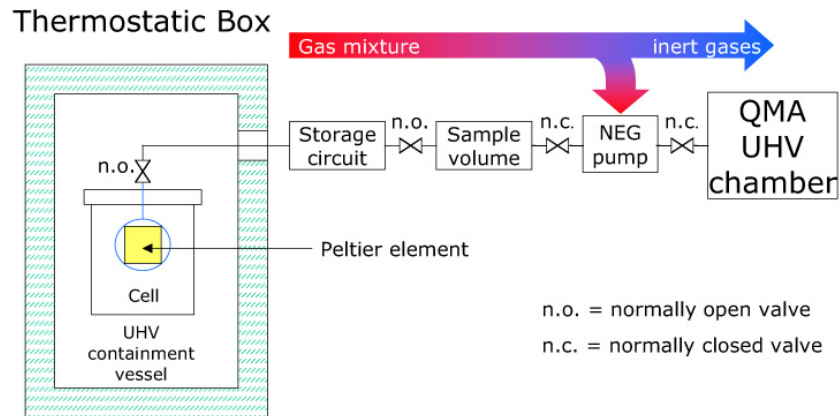 Thermostatic Box
Gas mixture
inert gases
n.o.
Storage
circuit
n.o.
Sample
volume
n.c.
NEG
pump
n.c.
QMA
UHV
chamber
Peltier element
Cell
UHV
containment
vessel
n.o. = normally open valve
n.c. = normally closed valve